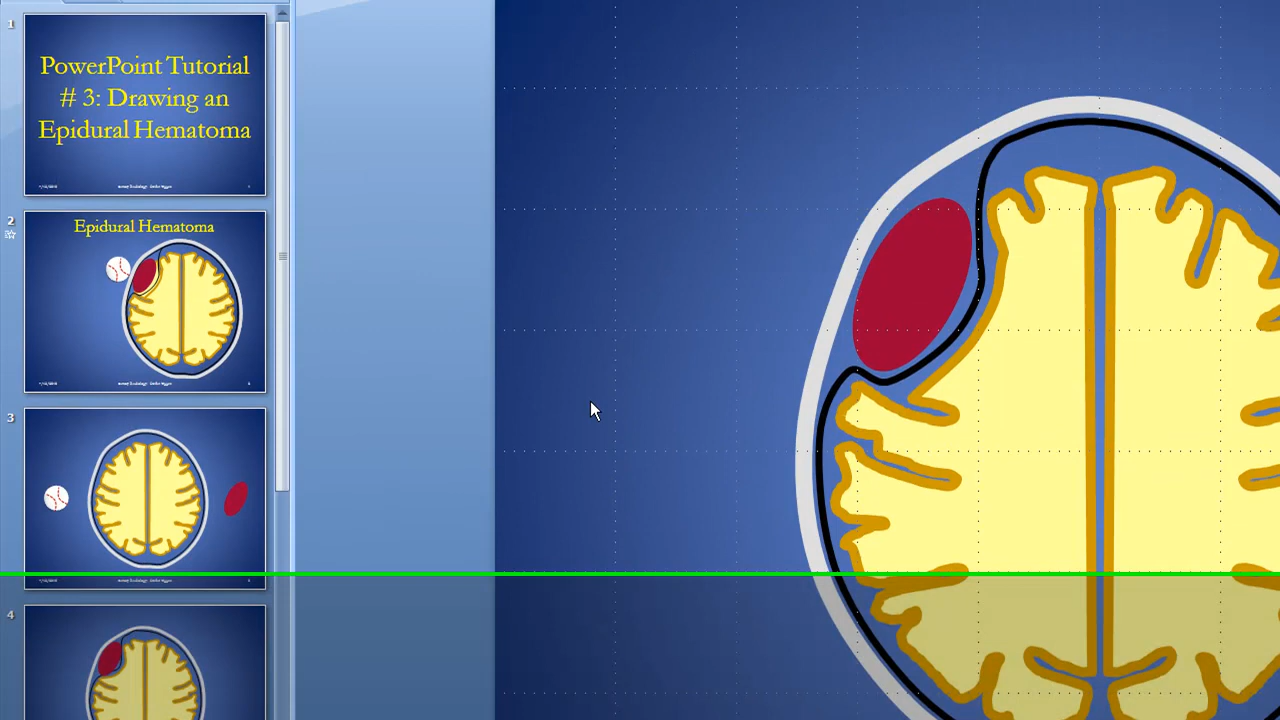 1
PowerPoint Tutorial
# 3: Drawing an
Epidural Hematoma
2
Epidural Hematoma
3
4